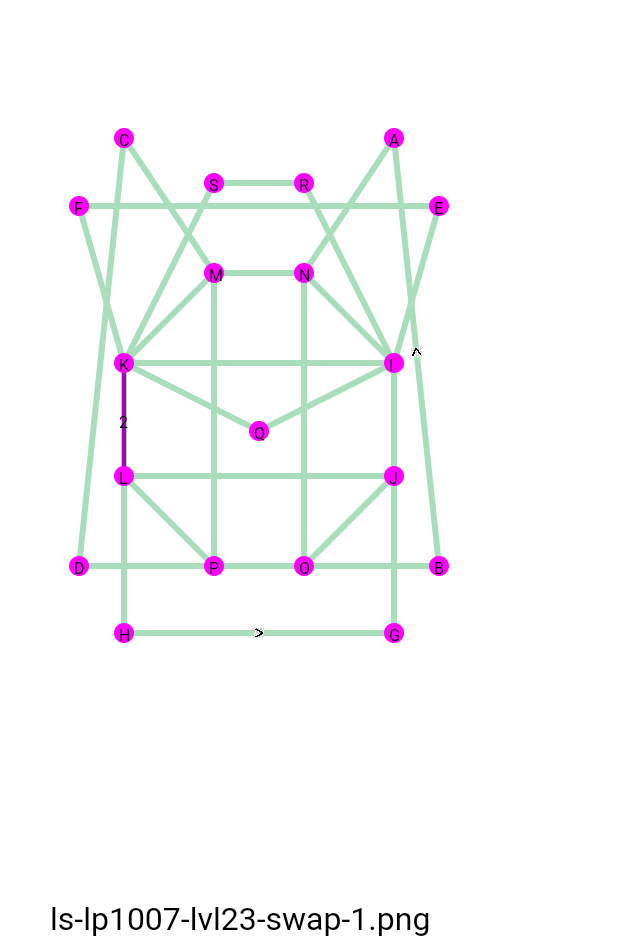 C A
S R
F E
M N
^
K I
2
Q
L J
D P O B
H > G
ls-lp1007-lvl23-swap-1.png